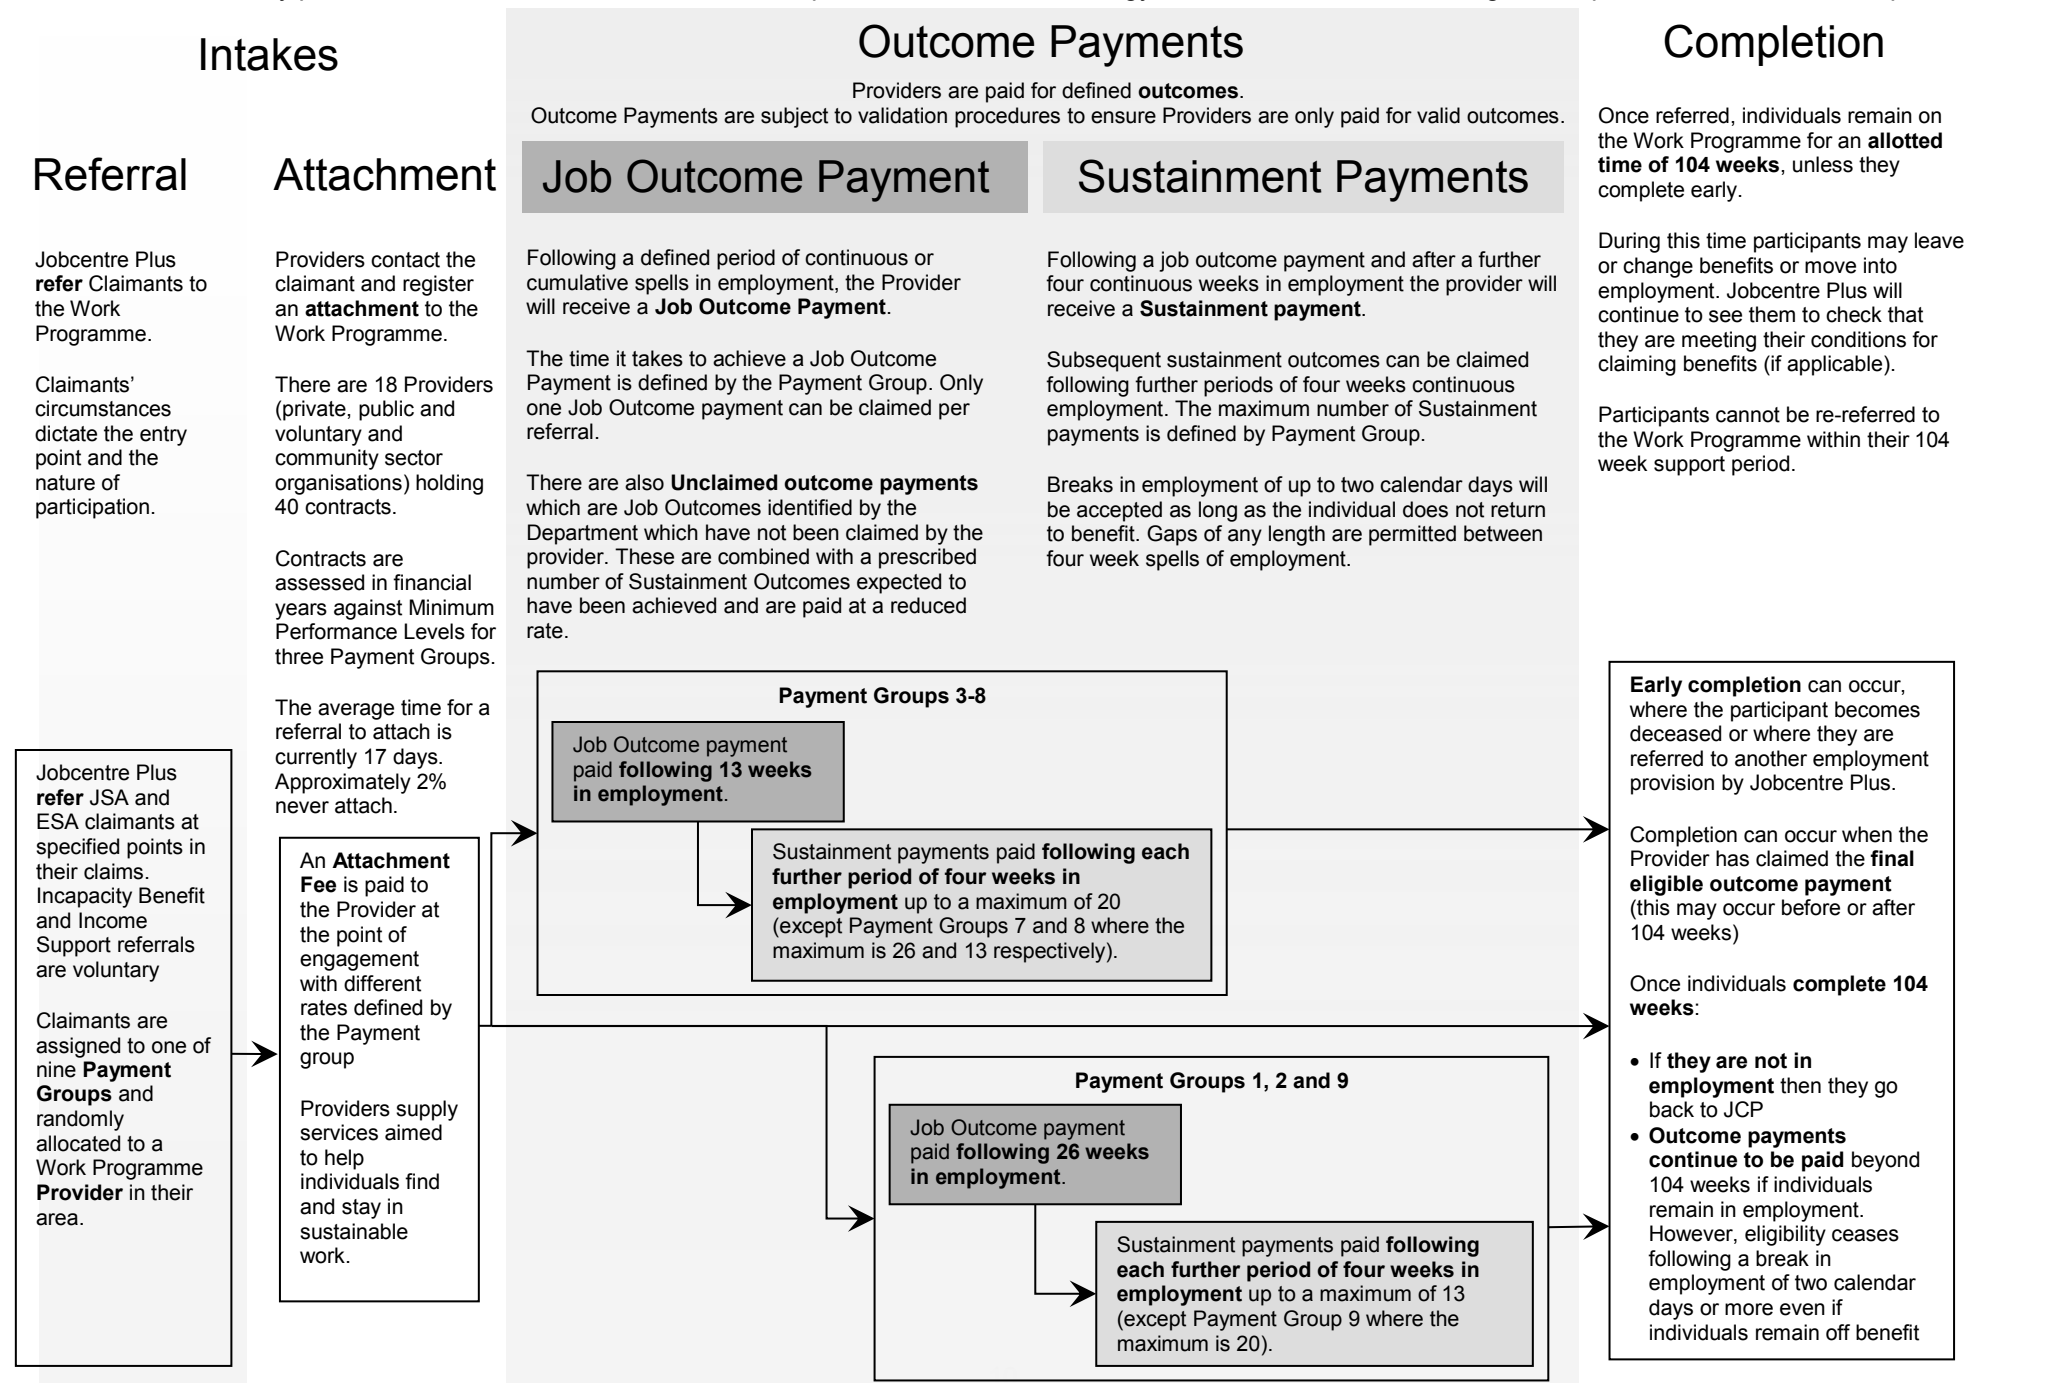 Intakes
Outcome Payments
Completion
Providers are paid for defined outcomes.
Outcome Payments are subject to validation procedures to ensure Providers are only paid for valid outcomes.
Referral
Jobcentre Plus
refer Claimants to
the Work
Programme.
Claimants’
circumstances
dictate the entry
point and the
nature of
participation.
Jobcentre Plus
refer JSA and
ESA claimants at
specified points in
their claims.
Incapacity Benefit
and Income
Support referrals
are voluntary
Claimants are
assigned to one of
nine Payment
Groups and
randomly
allocated to a
Work Programme
Provider in their
area.
Attachment
Providers contact the
claimant and register
an attachment to the
Work Programme.
There are 18 Providers
(private, public and
voluntary and
community sector
organisations) holding
40 contracts.
Contracts are
assessed in financial
years against Minimum
Performance Levels for
three Payment Groups.
The average time for a
referral to attach is
currently 17 days.
Approximately 2%
never attach.
An Attachment
Fee is paid to
the Provider at
the point of
engagement
with different
rates defined by
the Payment
group
Providers supply
services aimed
to help
individuals find
and stay in
sustainable
work.
Job Outcome Payment
Following a defined period of continuous or
cumulative spells in employment, the Provider
will receive a Job Outcome Payment.
The time it takes to achieve a Job Outcome
Payment is defined by the Payment Group. Only
one Job Outcome payment can be claimed per
referral.
There are also Unclaimed outcome payments
which are Job Outcomes identified by the
Department which have not been claimed by the
provider. These are combined with a prescribed
number of Sustainment Outcomes expected to
have been achieved and are paid at a reduced
rate.
Sustainment Payments
Following a job outcome payment and after a further
four continuous weeks in employment the provider will
receive a Sustainment payment.
Subsequent sustainment outcomes can be claimed
following further periods of four weeks continuous
employment. The maximum number of Sustainment
payments is defined by Payment Group.
Breaks in employment of up to two calendar days will
be accepted as long as the individual does not return
to benefit. Gaps of any length are permitted between
four week spells of employment.
Payment Groups 3-8
Job Outcome payment
paid following 13 weeks
in employment.
Sustainment payments paid following each
further period of four weeks in
employment up to a maximum of 20
(except Payment Groups 7 and 8 where the
maximum is 26 and 13 respectively).
Payment Groups 1, 2 and 9
Job Outcome payment
paid following 26 weeks
in employment.
Sustainment payments paid following
each further period of four weeks in
employment up to a maximum of 13
(except Payment Group 9 where the
maximum is 20).
Once referred, individuals remain on
the Work Programme for an allotted
time of 104 weeks, unless they
complete early.
During this time participants may leave
or change benefits or move into
employment. Jobcentre Plus will
continue to see them to check that
they are meeting their conditions for
claiming benefits (if applicable).
Participants cannot be re-referred to
the Work Programme within their 104
week support period.
Early completion can occur,
where the participant becomes
deceased or where they are
referred to another employment
provision by Jobcentre Plus.
Completion can occur when the
Provider has claimed the final
eligible outcome payment
(this may occur before or after
104 weeks)
Once individuals complete 104
weeks:
• If they are not in
employment then they go
back to JCP
• Outcome payments
continue to be paid beyond
104 weeks if individuals
remain in employment.
However, eligibility ceases
following a break in
employment of two calendar
days or more even if
individuals remain off benefit